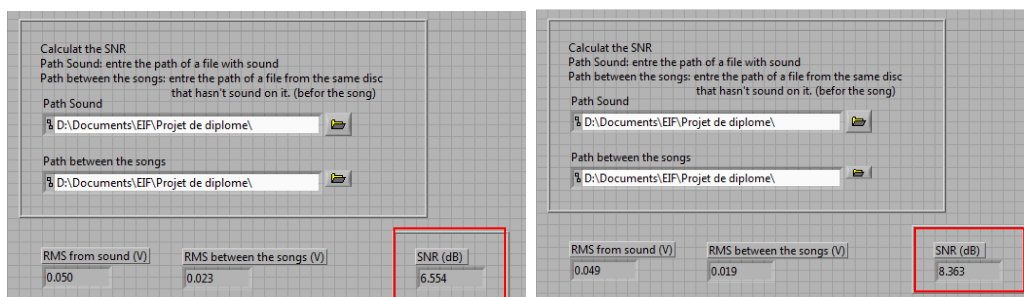 Calculat the SNR
Path Sound: entre the path of a file with sound
Path between the songs: entre the path of a file from the same disc
that hasn't sound on it. (befor the song)
Path Sound
D:\Documents\EIF\Projet de diplome\
Path between the songs
D:\Documents\EIF\Projet de diplome\
RMS from sound (V)
0.050
RMS between the songs (V)
0.023
SNR (dB)
6.554
Calculat the SNR
Path Sound: entre the path of a file with sound
Path between the songs: entre the path of a file from the same disc
that hasn't sound on it. (befor the song)
Path Sound
D:\Documents\EIF\Projet de diplome\
Path between the songs
D:\Documents\EIF\Projet de diplome\
RMS from sound (V)
0.049
RMS between the songs (V)
0.019
SNR (dB)
8.363